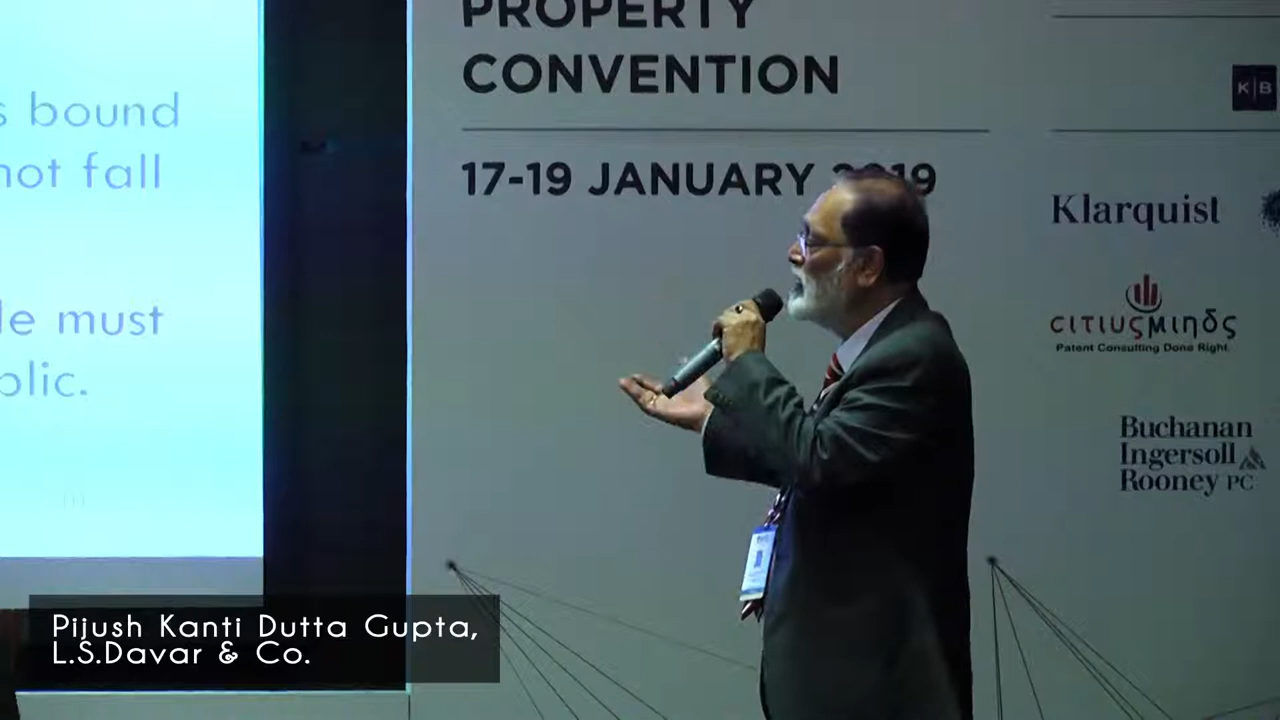 s bound
not fall
le must
blic.
PROPERTY
CONVENTION
17-19 JANUARY 2019
K|B
Klarquist
CITIUSMINDS
Patent Consulting Done Right.
Buchanan
Ingersoll
Rooney PC
Pijush Kanti Dutta Gupta,
L.S.Davar & Co.